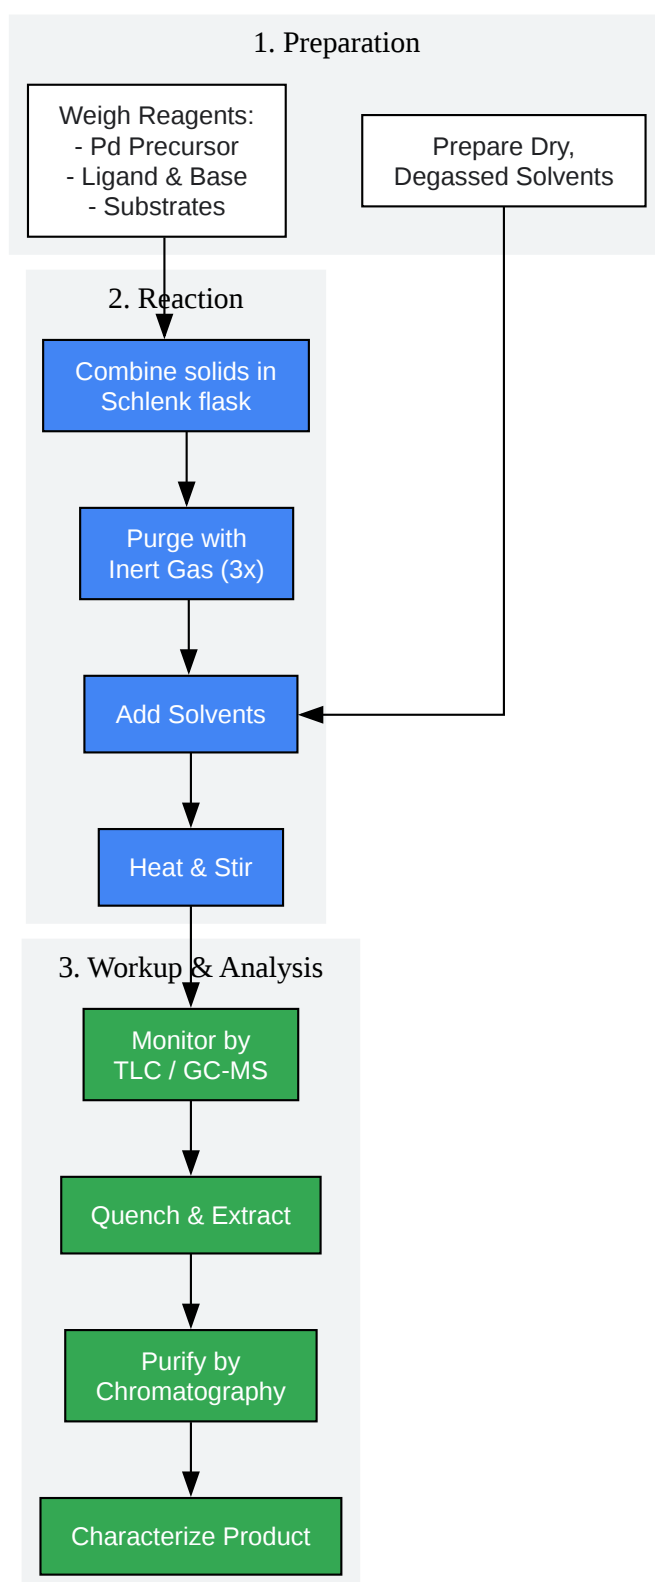 1. Preparation
Weigh Reagents:
- Pd Precursor
- Ligand & Base
- Substrates
Prepare Dry,
Degassed Solvents
2. Reaction
Combine solids in
Schlenk flask
Purge with
Inert Gas (3x)
Add Solvents
Heat & Stir
3. Workup & Analysis
Monitor by
TLC / GC-MS
Quench & Extract
Purify by
Chromatography
Characterize Product